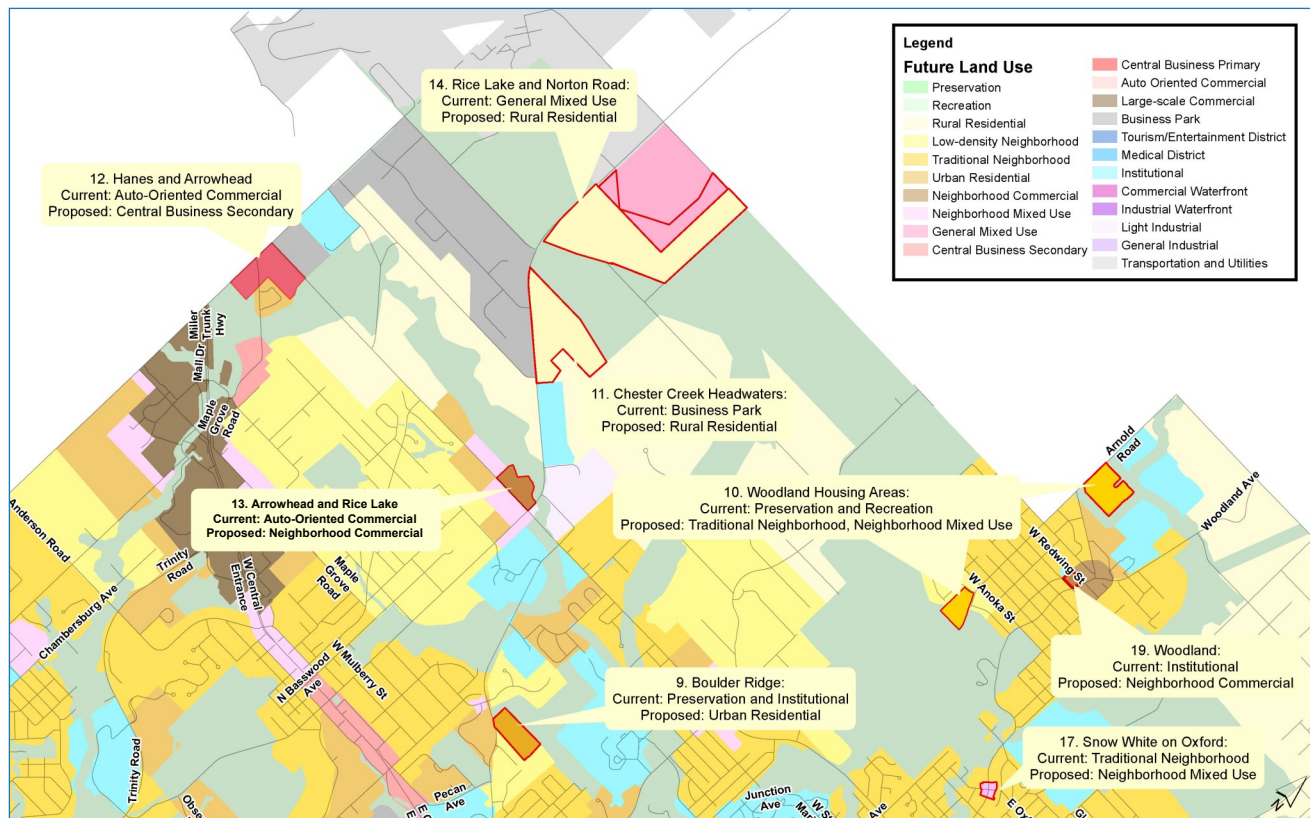 Legend
Future Land Use
Preservation
Recreation
Rural Residential
Low-density Neighborhood
Traditional Neighborhood
Urban Residential
Neighborhood Commercial
Neighborhood Mixed Use
General Mixed Use
Central Business Secondary
Central Business Primary
Auto Oriented Commercial
Large-scale Commercial
Business Park
Tourism/Entertainment District
Medical District
Institutional
Commercial Waterfront
Industrial Waterfront
Light Industrial
General Industrial
Transportation and Utilities
14. Rice Lake and Norton Road:
Current: General Mixed Use
Proposed: Rural Residential
12. Hanes and Arrowhead
Current: Auto-Oriented Commercial
Proposed: Central Business Secondary
Miller
Trunk
Hwy
Mall Dr
Maple
Grove
Road
11. Chester Creek Headwaters:
Current: Business Park
Proposed: Rural Residential
Arnold
Road
Woodland Ave
13. Arrowhead and Rice Lake
Current: Auto-Oriented Commercial
Proposed: Neighborhood Commercial
10. Woodland Housing Areas:
Current: Preservation and Recreation
Proposed: Traditional Neighborhood, Neighborhood Mixed Use
Anderson Road
Trinity
Road
W Central
Entrance
Maple
Grove
Road
Chambersburg Ave
W Redwing St
W Anoka St
N Basswood
Ave
W Mulberry St
19. Woodland:
Current: Institutional
Proposed: Neighborhood Commercial
9. Boulder Ridge:
Current: Preservation and Institutional
Proposed: Urban Residential
17. Snow White on Oxford:
Current: Traditional Neighborhood
Proposed: Neighborhood Mixed Use
Trinity Road
Pecan
Ave
Junction
Ave
Ave
N